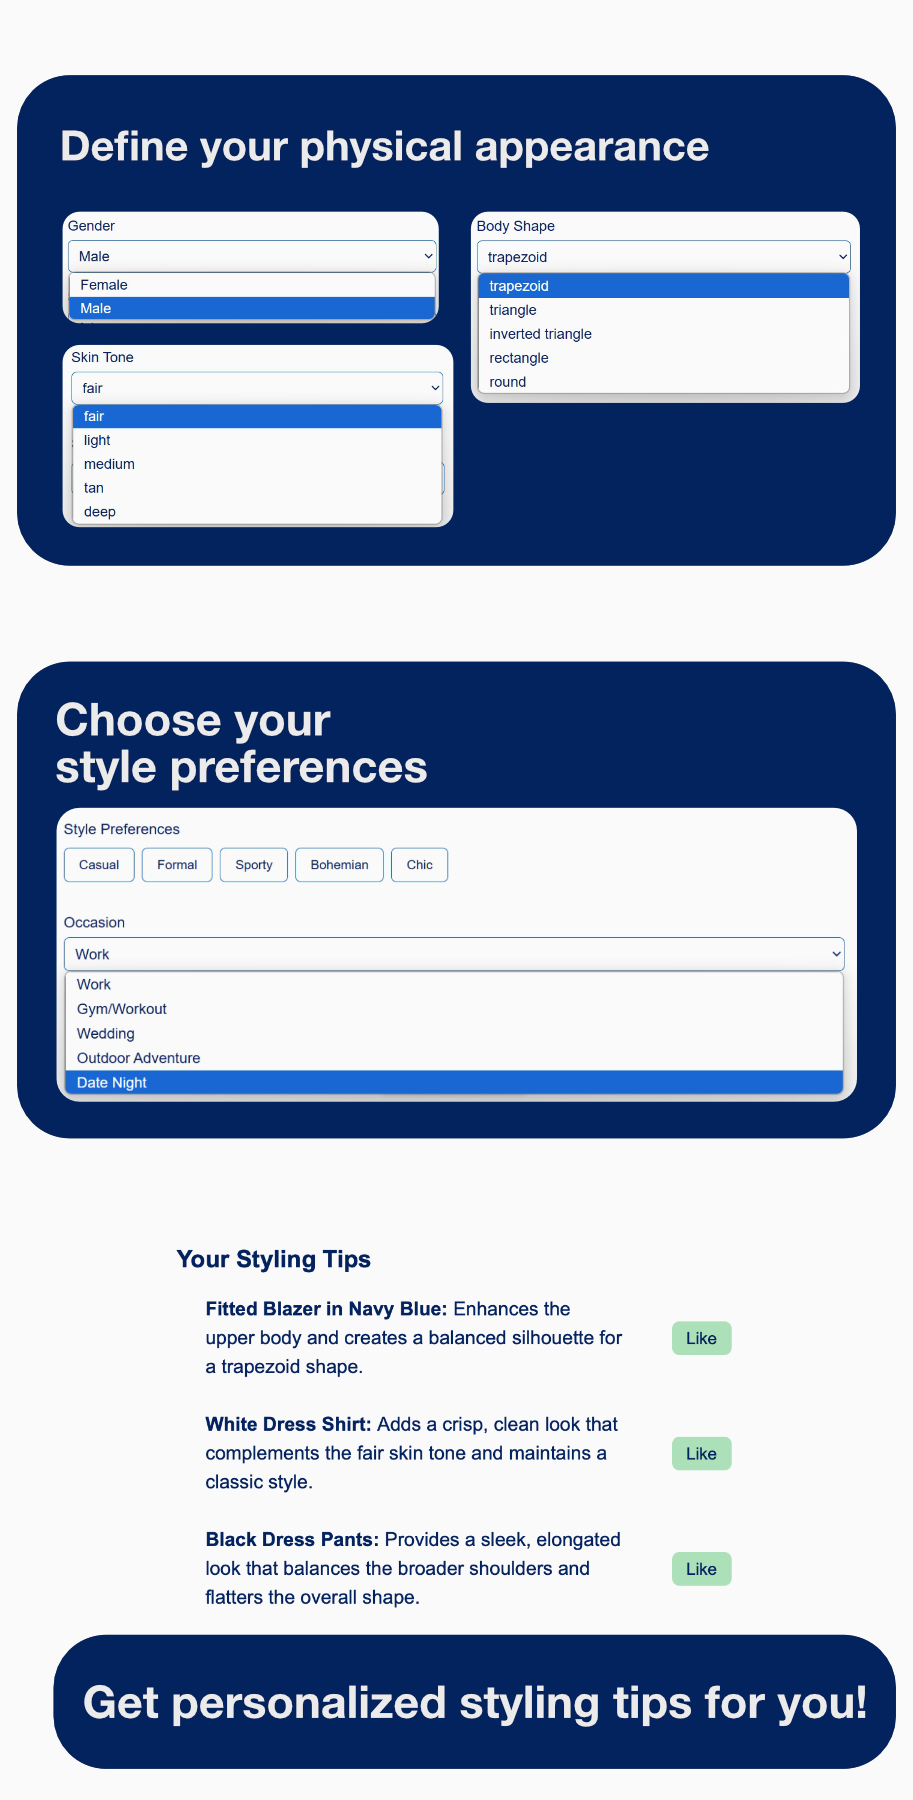 Define your physical appearance
Gender
Male
Female
Male
Body Shape
trapezoid
trapezoid
triangle
inverted triangle
rectangle
round
Skin Tone
fair
fair
light
medium
tan
deep
Choose your
style preferences
Style Preferences
Casual Formal Sporty Bohemian Chic
Occasion
Work
Work
Gym/Workout
Wedding
Outdoor Adventure
Date Night
Your Styling Tips
Fitted Blazer in Navy Blue: Enhances the
upper body and creates a balanced silhouette for
a trapezoid shape.
Like
White Dress Shirt: Adds a crisp, clean look that
complements the fair skin tone and maintains a
classic style.
Like
Black Dress Pants: Provides a sleek, elongated
look that balances the broader shoulders and
flatters the overall shape.
Like
Get personalized styling tips for you!